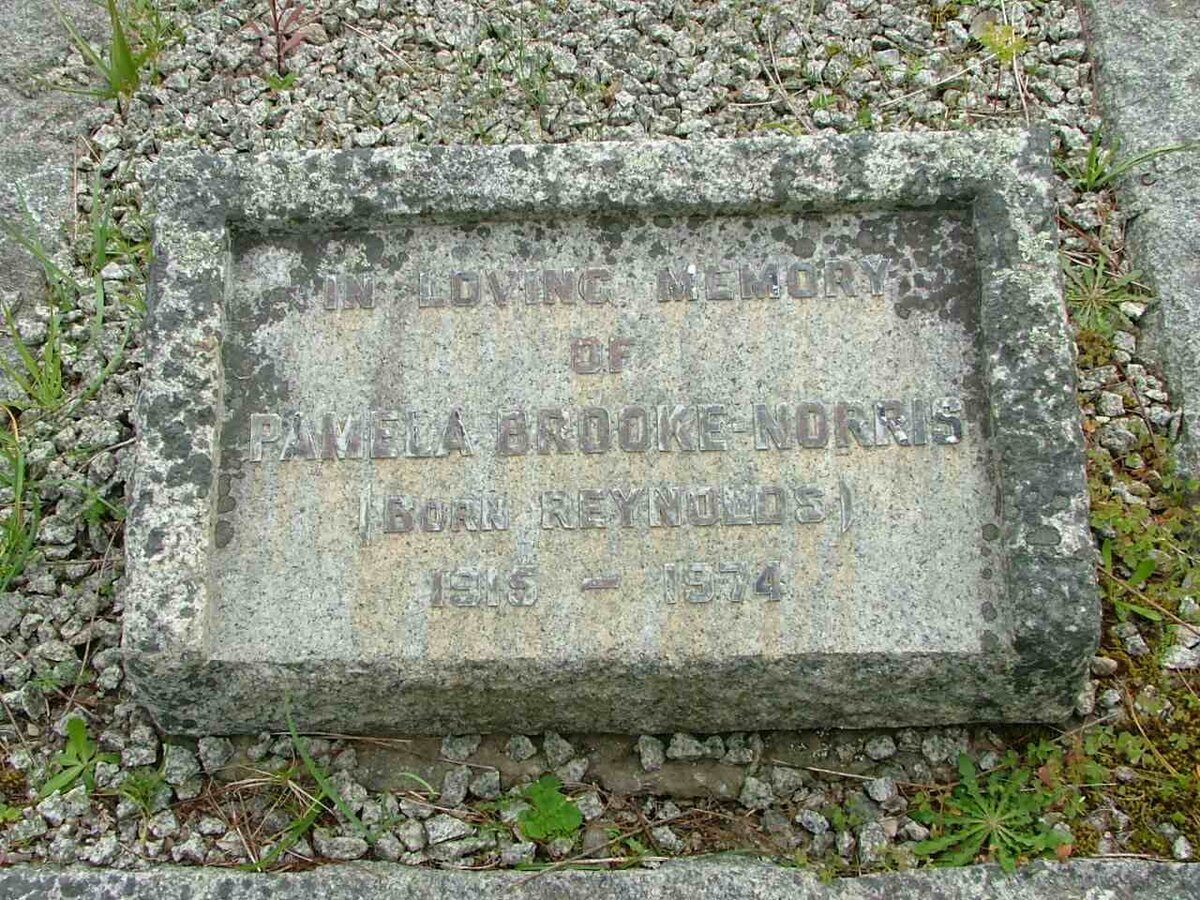 IN LOVING MEMORY
OF
PAMELA BROOKE-NORRIS
(BORN REYNOLDS)
1915 – 1974